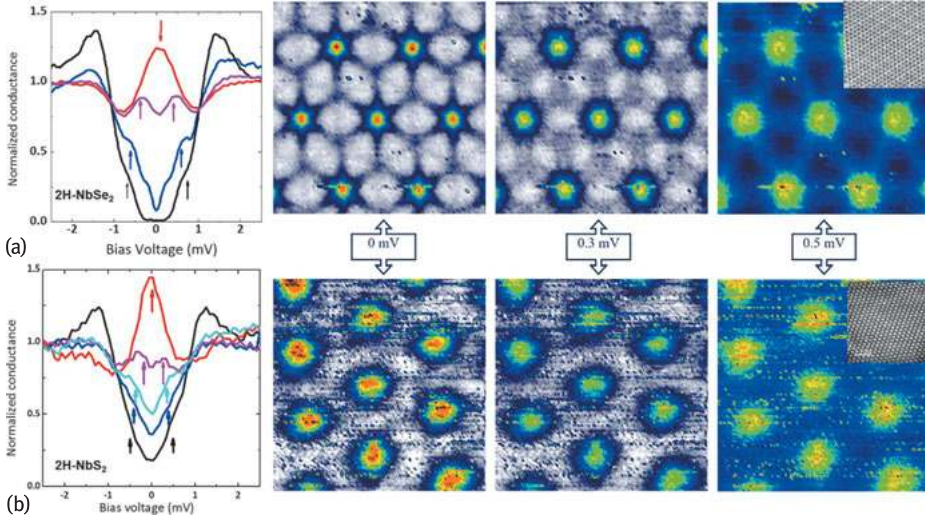 1.5
1.0
0.5
0.0
Normalized conductance
2H-NbSe2
-2 -1 0 1 2
Bias Voltage (mV)
(a)
0 mV
0.3 mV
0.5 mV
1.5
1.0
0.5
0.0
Normalized conductance
2H-NbS2
-2 -1 0 1 2
Bias voltage (mV)
(b)